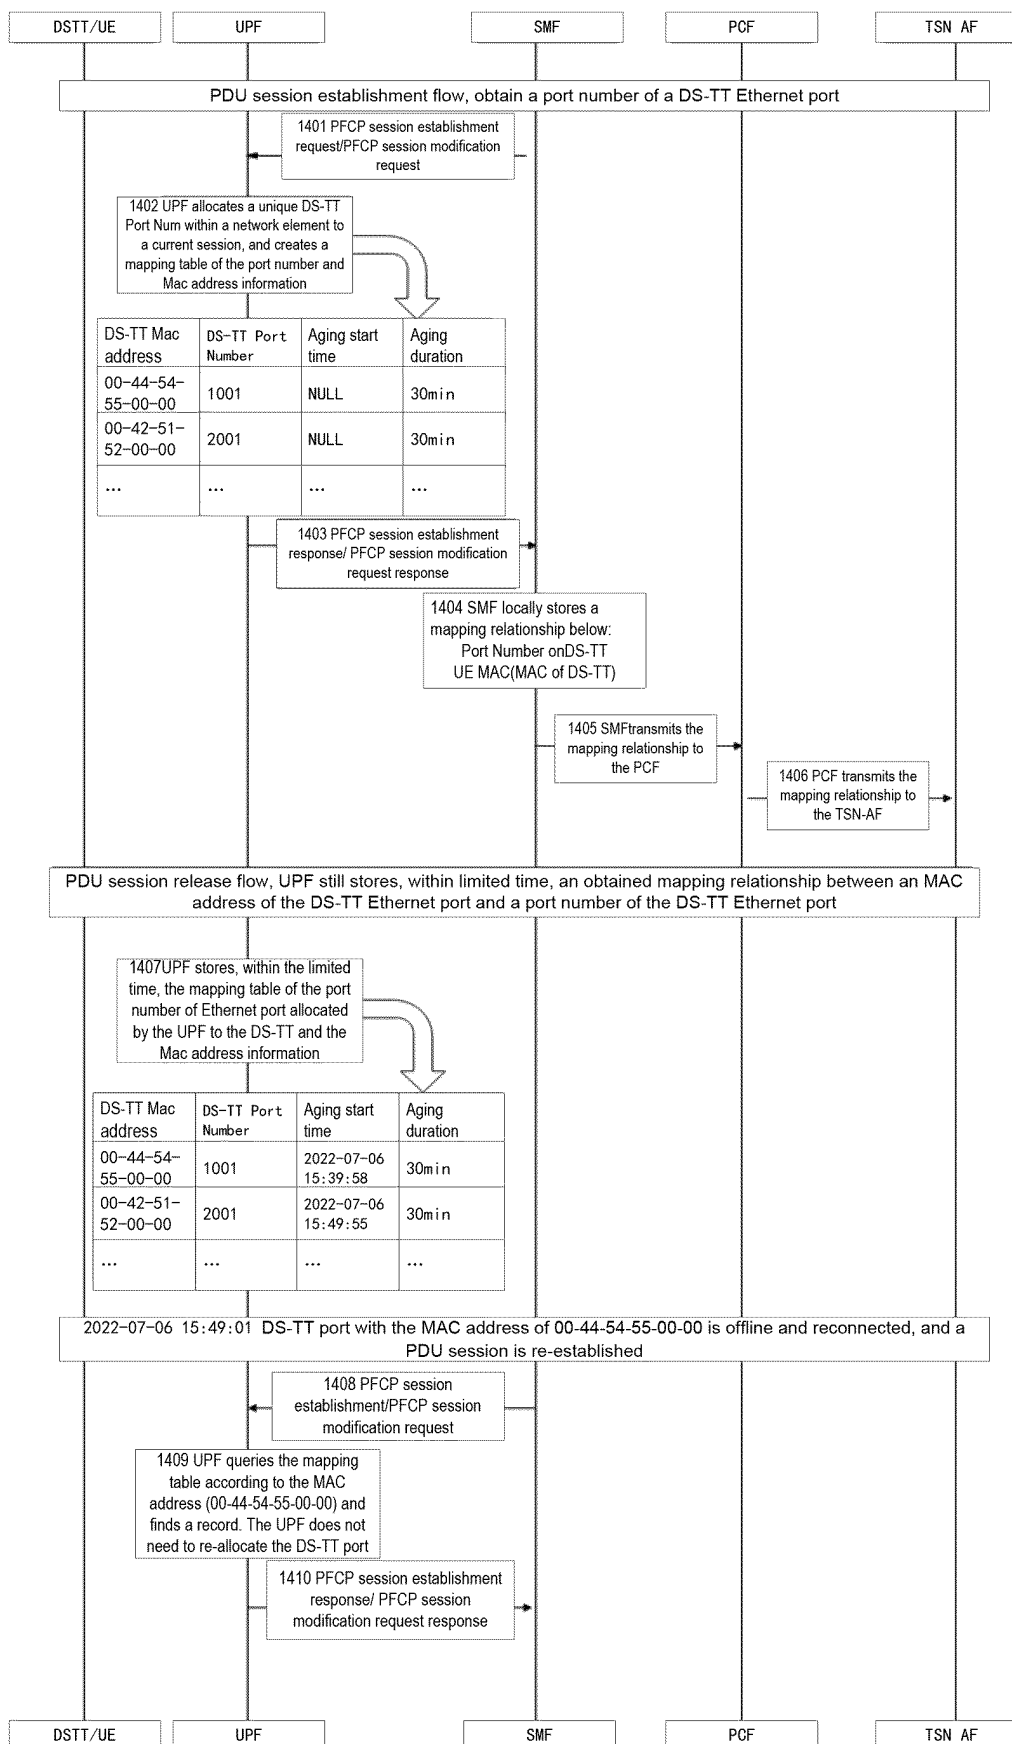 DSTT/UE UPF SMF PCF TSN AF
PDU session establishment flow, obtain a port number of a DS-TT Ethernet port
1401 PFCP session establishment
request/PFCP session modification
request
1402 UPF allocates a unique DS-TT
Port Num within a network element to
a current session, and creates a
mapping table of the port number and
Mac address information
DS-TT Mac address DS-TT Port Number Aging start time Aging duration
00-44-54-55-00-00 1001 NULL 30min
00-42-51-52-00-00 2001 NULL 30min
... ... ... ...
1403 PFCP session establishment
response/ PFCP session modification
request response
1404 SMF locally stores a
mapping relationship below:
Port Number onDS-TT
UE MAC(MAC of DS-TT)
1405 SMFtransmits the
mapping relationship to
the PCF
1406 PCF transmits the
mapping relationship to
the TSN-AF
PDU session release flow, UPF still stores, within limited time, an obtained mapping relationship between an MAC
address of the DS-TT Ethernet port and a port number of the DS-TT Ethernet port
1407UPF stores, within the limited
time, the mapping table of the port
number of Ethernet port allocated
by the UPF to the DS-TT and the
Mac address information
DS-TT Mac address DS-TT Port Number Aging start time Aging duration
00-44-54-55-00-00 1001 2022-07-06 15:39:58 30min
00-42-51-52-00-00 2001 2022-07-06 15:49:55 30min
... ... ... ...
2022-07-06 15:49:01 DS-TT port with the MAC address of 00-44-54-55-00-00 is offline and reconnected, and a
PDU session is re-established
1408 PFCP session
establishment/PFCP session
modification request
1409 UPF queries the mapping
table according to the MAC
address (00-44-54-55-00-00) and
finds a record. The UPF does not
need to re-allocate the DS-TT port
1410 PFCP session establishment
response/ PFCP session
modification request response
DSTT/UE UPF SMF PCF TSN AF